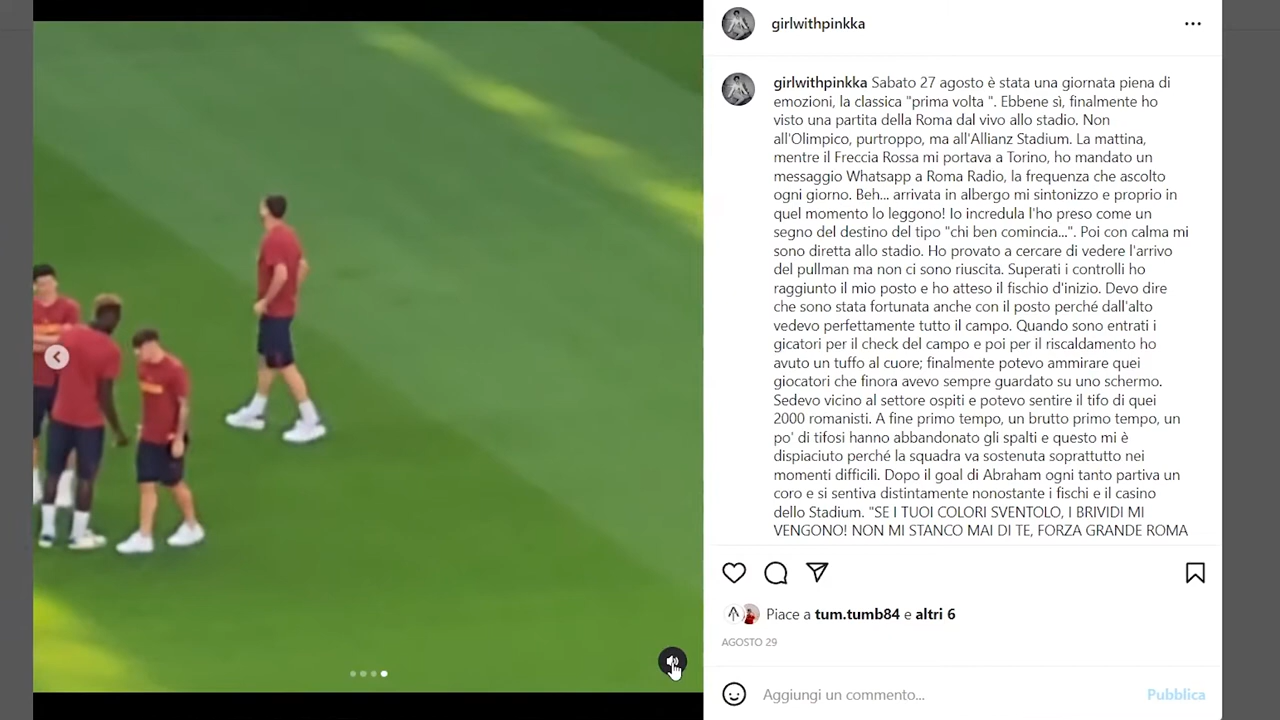 girlwithpinkka
girlwithpinkka Sabato 27 agosto è stata una giornata piena di
emozioni, la classica "prima volta ". Ebbene sì, finalmente ho
visto una partita della Roma dal vivo allo stadio. Non
all'Olimpico, purtroppo, ma all'Allianz Stadium. La mattina,
mentre il Freccia Rossa mi portava a Torino, ho mandato un
messaggio Whatsapp a Roma Radio, la frequenza che ascolto
ogni giorno. Beh... arrivata in albergo mi sintonizzo e proprio in
quel momento lo leggono! Io incredula l'ho preso come un
segno del destino del tipo "chi ben comincia...". Poi con calma mi
sono diretta allo stadio. Ho provato a cercare di vedere l'arrivo
del pullman ma non ci sono riuscita. Superati i controlli ho
raggiunto il mio posto e ho atteso il fischio d'inizio. Devo dire
che sono stata fortunata anche con il posto perché dall'alto
vedevo perfettamente tutto il campo. Quando sono entrati i
gicatori per il check del campo e poi per il riscaldamento ho
avuto un tuffo al cuore; finalmente potevo ammirare quei
giocatori che finora avevo sempre guardato su uno schermo.
Sedevo vicino al settore ospiti e potevo sentire il tifo di quei
2000 romanisti. A fine primo tempo, un brutto primo tempo, un
po' di tifosi hanno abbandonato gli spalti e questo mi è
dispiaciuto perché la squadra va sostenuta soprattutto nei
momenti difficili. Dopo il goal di Abraham ogni tanto partiva un
coro e si sentiva distintamente nonostante i fischi e il casino
dello Stadium. "SE I TUOI COLORI SVENTOLO, I BRIVIDI MI
VENGONO! NON MI STANCO MAI DI TE, FORZA GRANDE ROMA
Piace a tum.tumb84 e altri 6
AGOSTO 29
Aggiungi un commento... Pubblica